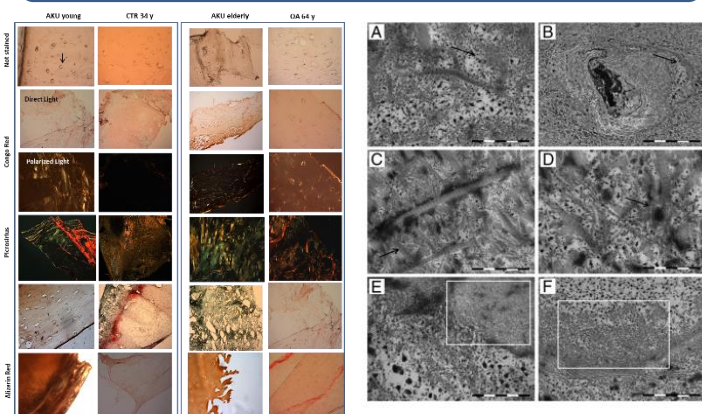 AKU young CTR 34 y AKU elderly OA 64 y
Not stained
Congo Red
Direct Light
Polarized Light
Picrosirius
Alizarin Red
A
B
C
D
E
F